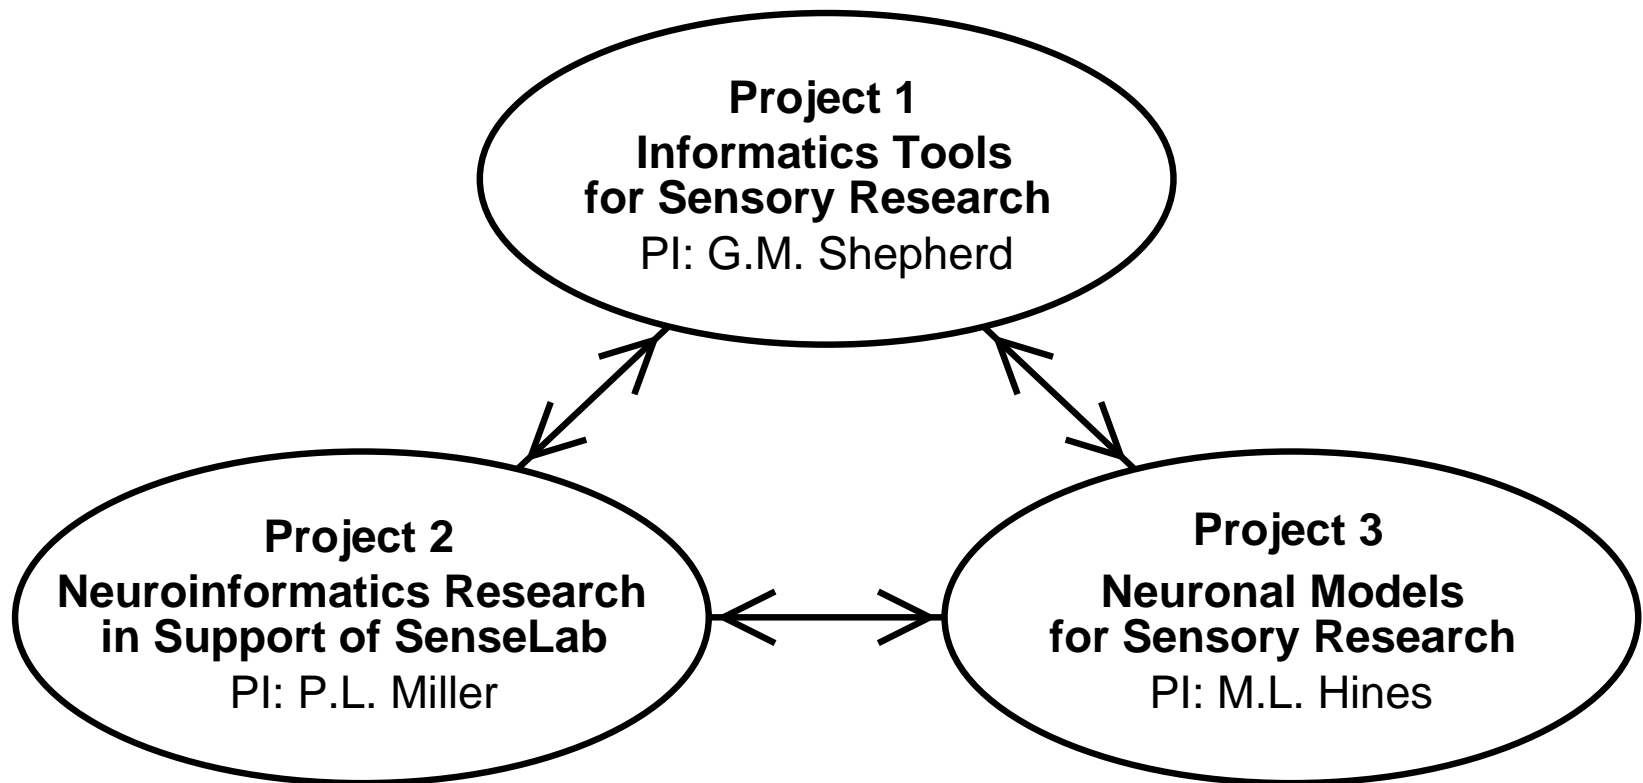 Project 1
Informatics Tools
for Sensory Research
PI: G.M. Shepherd
Project 2
Neuroinformatics Research
in Support of SenseLab
PI: P.L. Miller
Project 3
Neuronal Models
for Sensory Research
PI: M.L. Hines